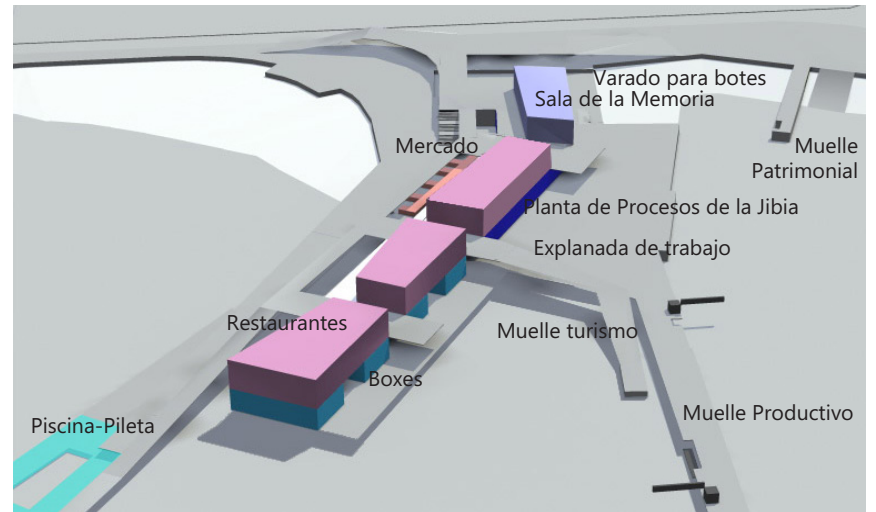 Varado para botes
Sala de la Memoria
Mercado
Muelle
Patrimonial
Planta de Procesos de la Jibia
Explanada de trabajo
Restaurantes
Muelle turismo
Boxes
Muelle Productivo
Piscina-Pileta